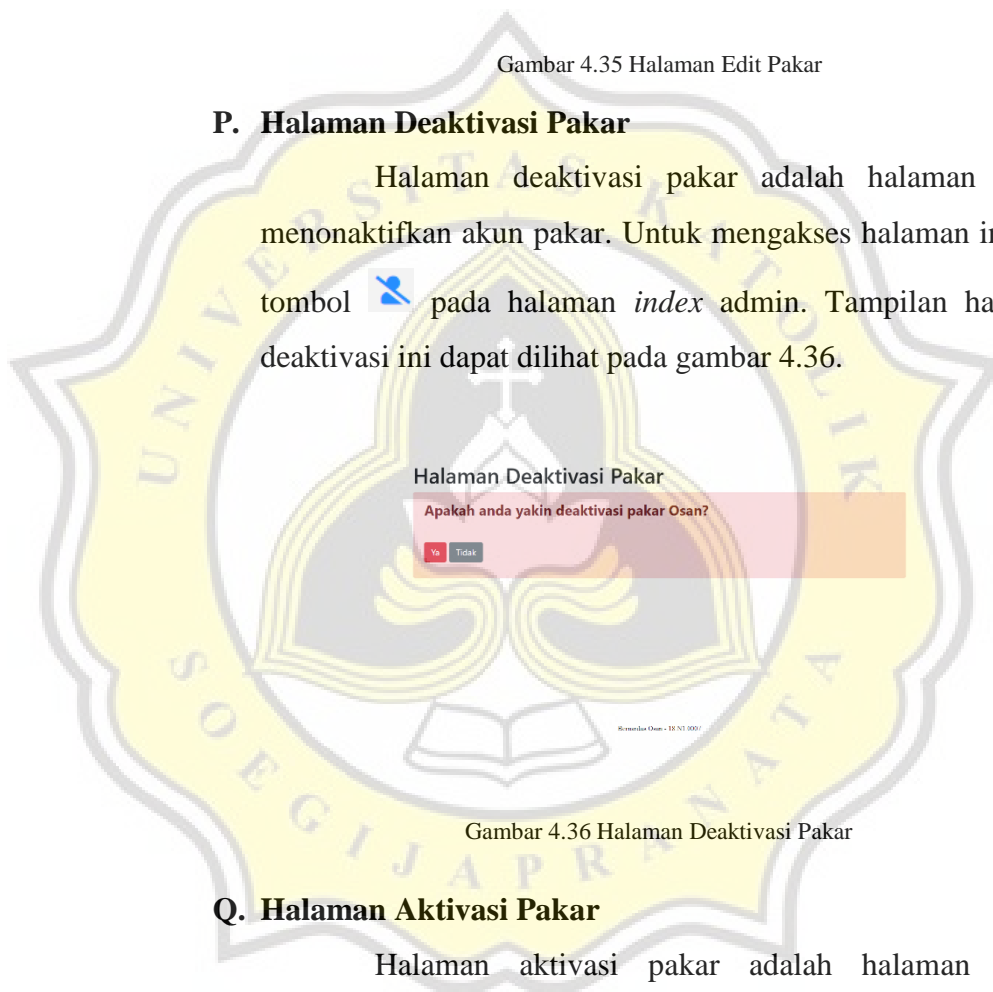 Gambar 4.35 Halaman Edit Pakar
P. Halaman Deaktivasi Pakar
Halaman deaktivasi pakar adalah halaman
menonaktifkan akun pakar. Untuk mengakses halaman in
tombol pada halaman index admin. Tampilan ha
deaktivasi ini dapat dilihat pada gambar 4.36.
Halaman Deaktivasi Pakar
Apakah anda yakin deaktivasi pakar Osan?
Ya Tidak
Gambar 4.36 Halaman Deaktivasi Pakar
Q. Halaman Aktivasi Pakar
Halaman aktivasi pakar adalah halaman
UNIVERSITAS KATOLIK
SOEGIJAPRANATA